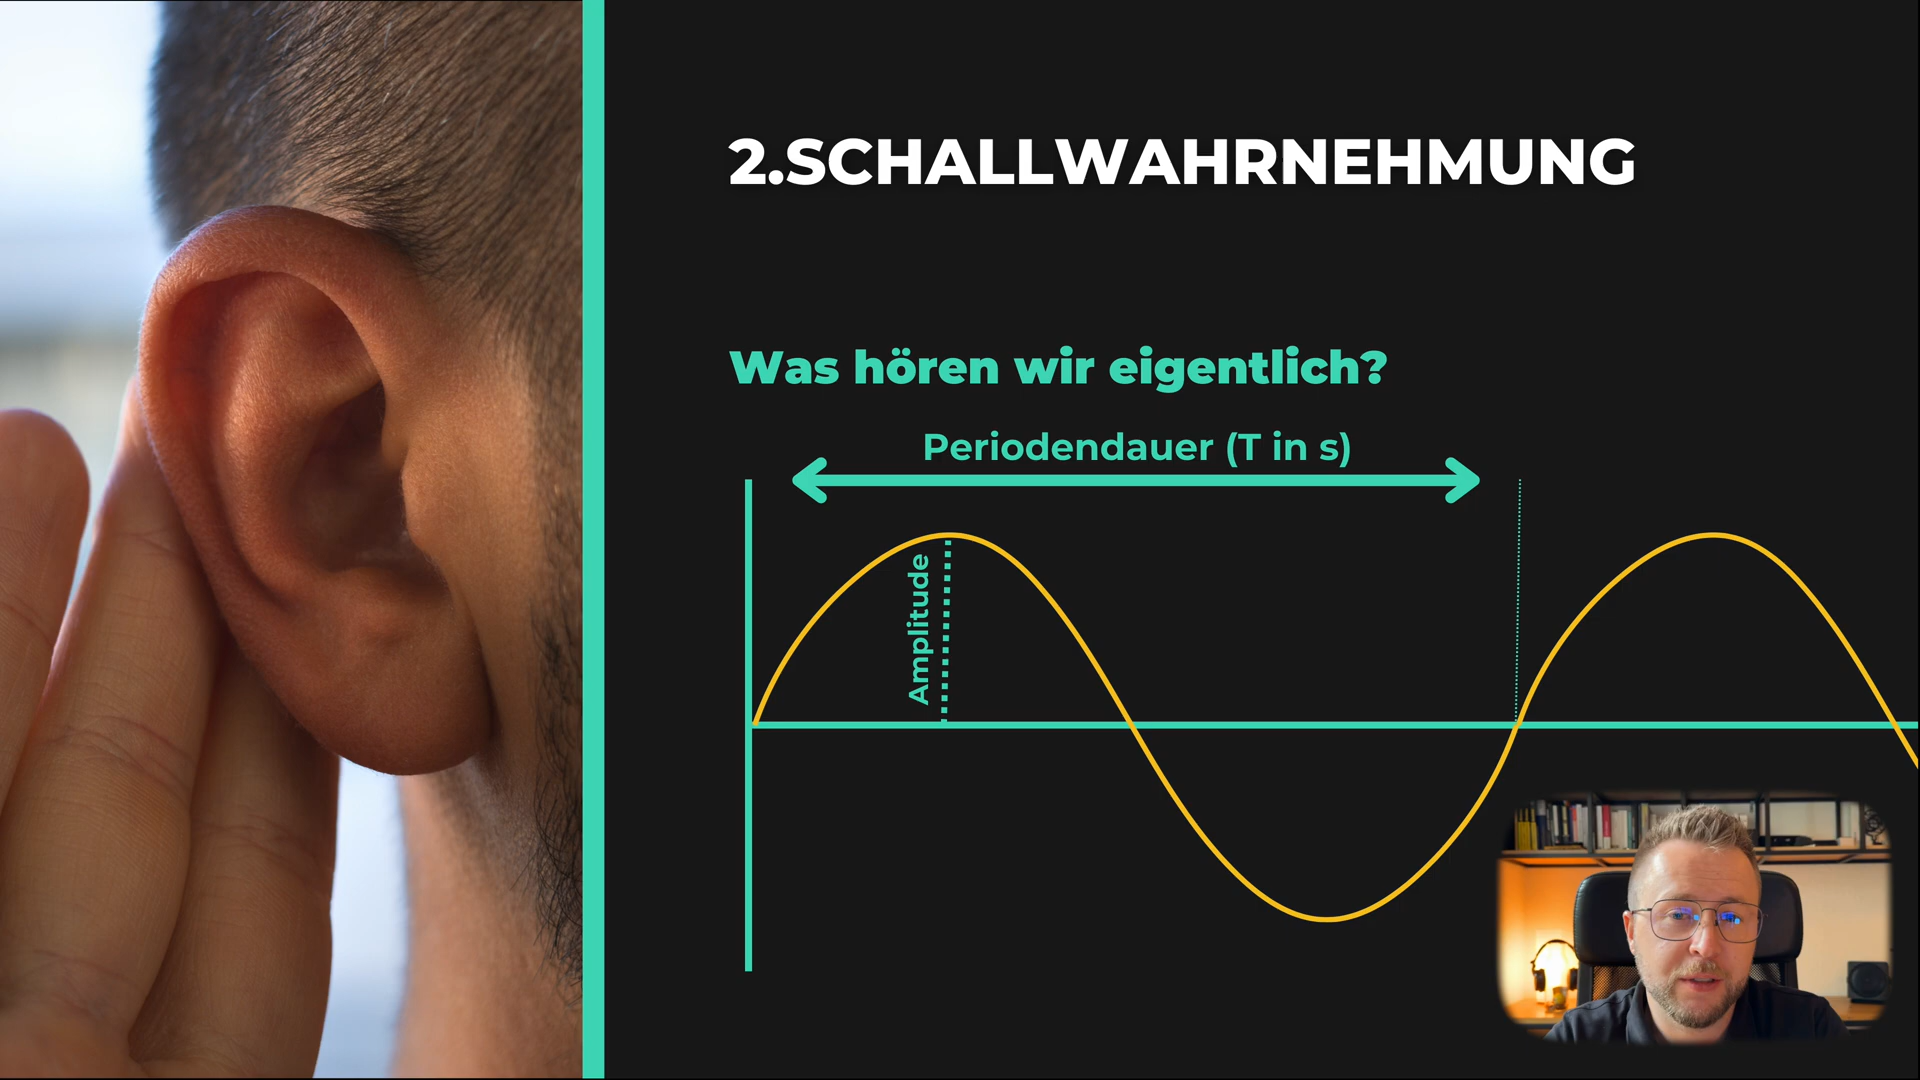 2.SCHALLWAHRNEHMUNG
Was hören wir eigentlich?
Periodendauer (T in s)
Amplitude